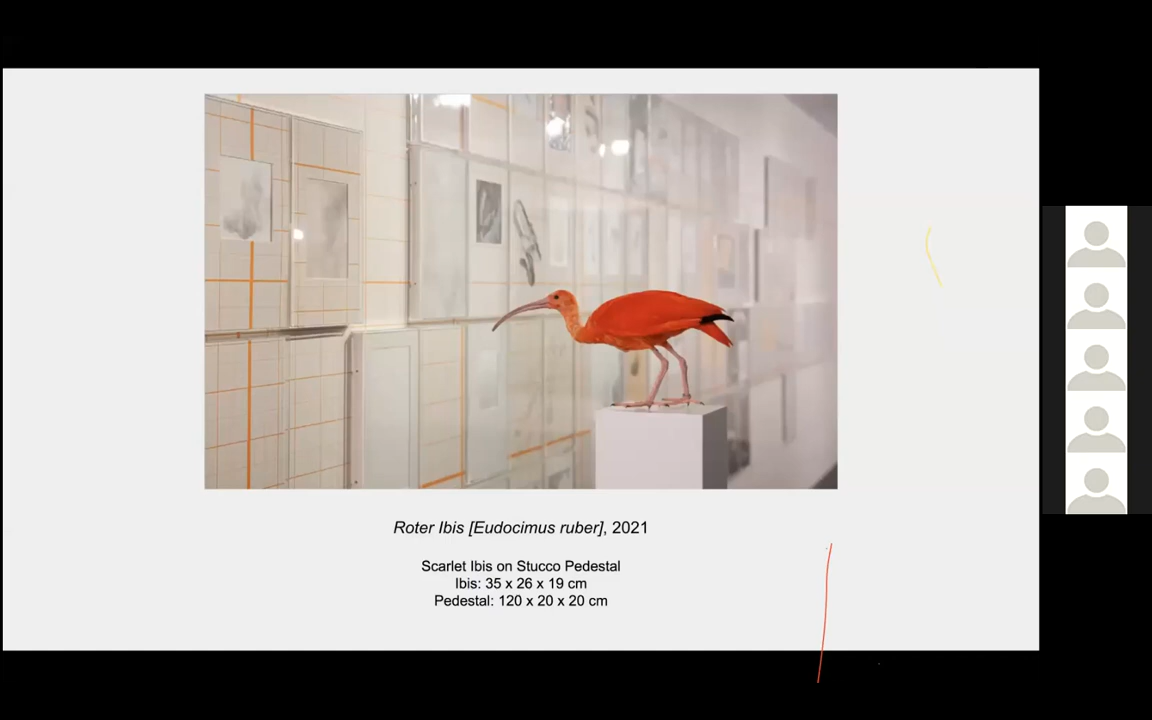 Roter Ibis [Eudocimus ruber], 2021
Scarlet Ibis on Stucco Pedestal
Ibis: 35 x 26 x 19 cm
Pedestal: 120 x 20 x 20 cm